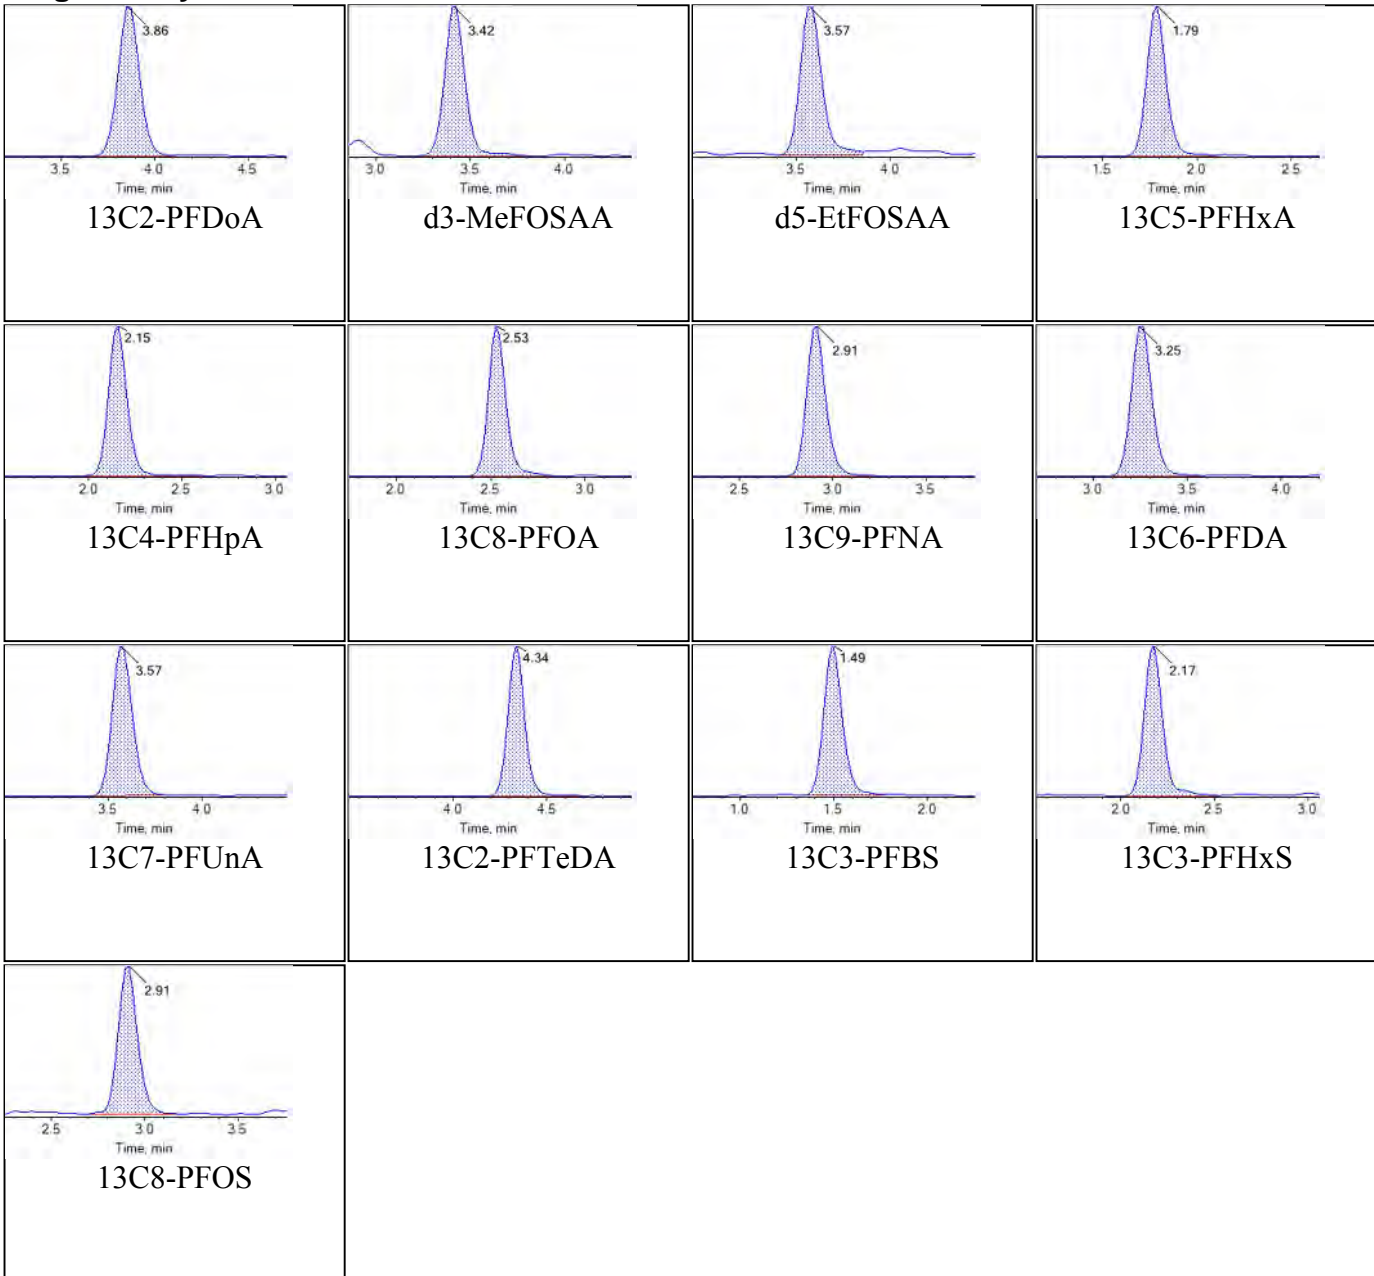 3.86
3.5 4.0 4.5
Time, min
13C2-PFDoA
3.42
3.0 3.5 4.0
Time, min
d3-MeFOSAA
3.57
3.5 4.0
Time, min
d5-EtFOSAA
1.79
1.5 2.0 2.5
Time, min
13C5-PFHxA
2.15
2.0 2.5 3.0
Time, min
13C4-PFHpA
2.53
2.0 2.5 3.0
Time, min
13C8-PFOA
2.91
2.5 3.0 3.5
Time, min
13C9-PFNA
3.25
3.0 3.5 4.0
Time, min
13C6-PFDA
3.57
3.5 4.0
Time, min
13C7-PFUnA
4.34
4.0 4.5
Time, min
13C2-PFTeDA
1.49
1.0 1.5 2.0
Time, min
13C3-PFBS
2.17
2.0 2.5 3.0
Time, min
13C3-PFHxS
2.91
2.5 3.0 3.5
Time, min
13C8-PFOS